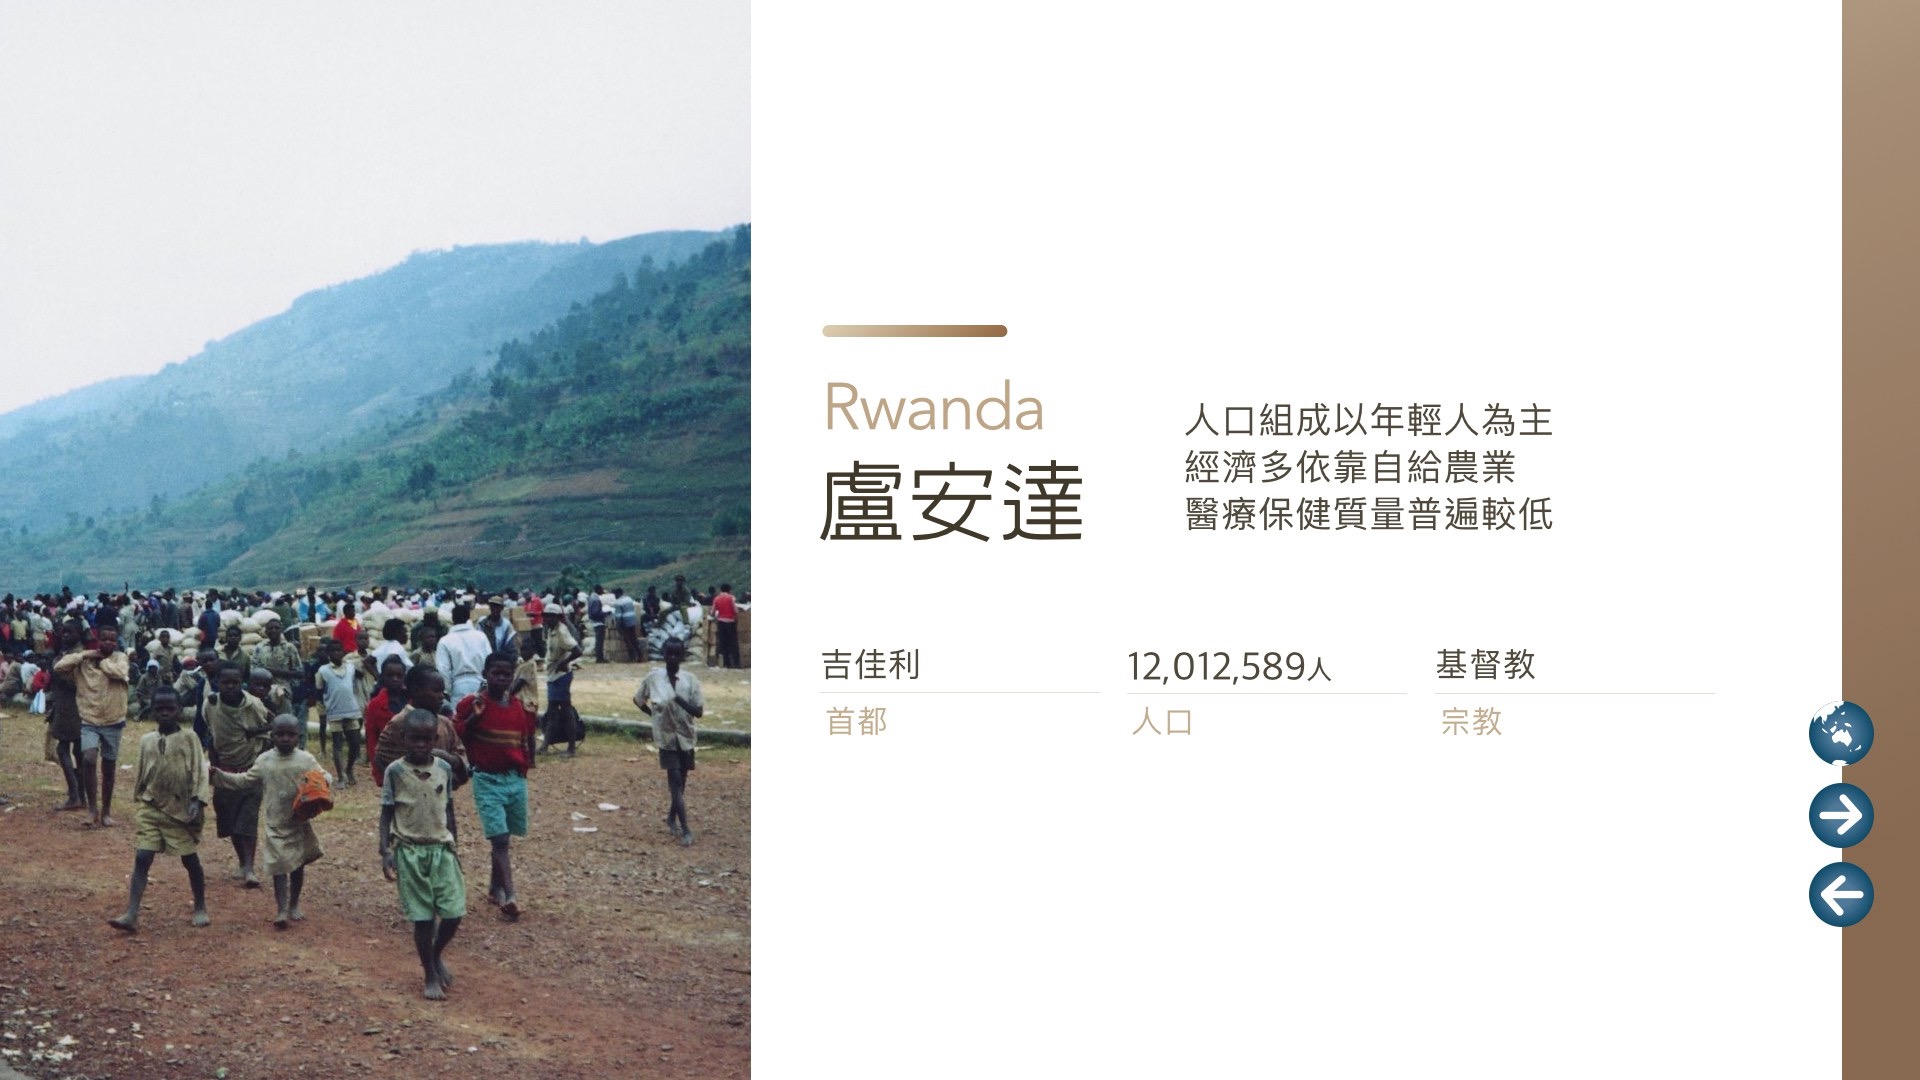 Rwanda
盧安達
人口組成以年輕人為主
經濟多依靠自給農業
醫療保健質量普遍較低
吉佳利
首都
12,012,589人
人口
基督教
宗教